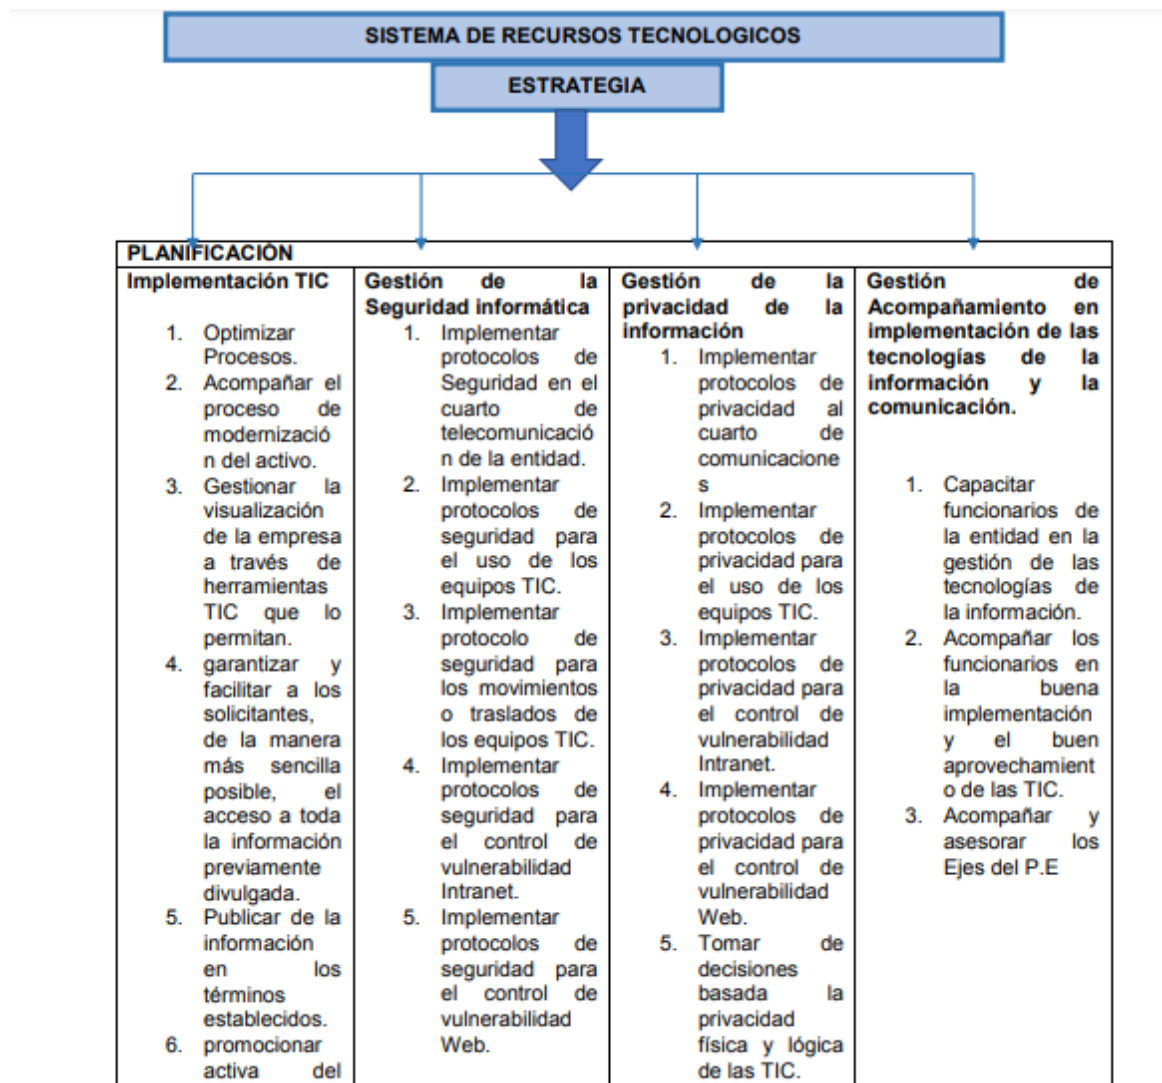 SISTEMA DE RECURSOS TECNOLOGICOS
ESTRATEGIA
PLANIFICACIÓN
Implementación TIC
1. Optimizar
Procesos.
2. Acompañar el
proceso de
modernizació
n del activo.
3. Gestionar la
visualización
de la empresa
a través de
herramientas
TIC que lo
permitan.
4. garantizar y
facilitar a los
solicitantes,
de la manera
más sencilla
posible, el
acceso a toda
la información
previamente
divulgada.
5. Publicar de la
información
en los
términos
establecidos.
6. promocionar
activa del
Gestión de la
Seguridad informática
1. Implementar
protocolos de
Seguridad en el
cuarto de
telecomunicació
n de la entidad.
2. Implementar
protocolos de
seguridad para
el uso de los
equipos TIC.
3. Implementar
protocolo de
seguridad para
los movimientos
o traslados de
los equipos TIC.
4. Implementar
protocolos de
seguridad para
el control de
vulnerabilidad
Intranet.
5. Implementar
protocolos de
seguridad para
el control de
vulnerabilidad
Web.
Gestión de la
privacidad de la
información
1. Implementar
protocolos de
privacidad al
cuarto de
comunicacione
s
2. Implementar
protocolos de
privacidad para
el uso de los
equipos TIC.
3. Implementar
protocolos de
privacidad para
el control de
vulnerabilidad
Intranet.
4. Implementar
protocolos de
privacidad para
el control de
vulnerabilidad
Web.
5. Tomar de
decisiones
basada la
privacidad
física y lógica
de las TIC.
Gestión de
Acompañamiento en
implementación de las
tecnologías de la
información y la
comunicación.
1. Capacitar
funcionarios de
la entidad en la
gestión de las
tecnologías de
la información.
2. Acompañar los
funcionarios en
la buena
implementación
y el buen
aprovechamient
o de las TIC.
3. Acompañar y
asesorar los
Ejes del P.E